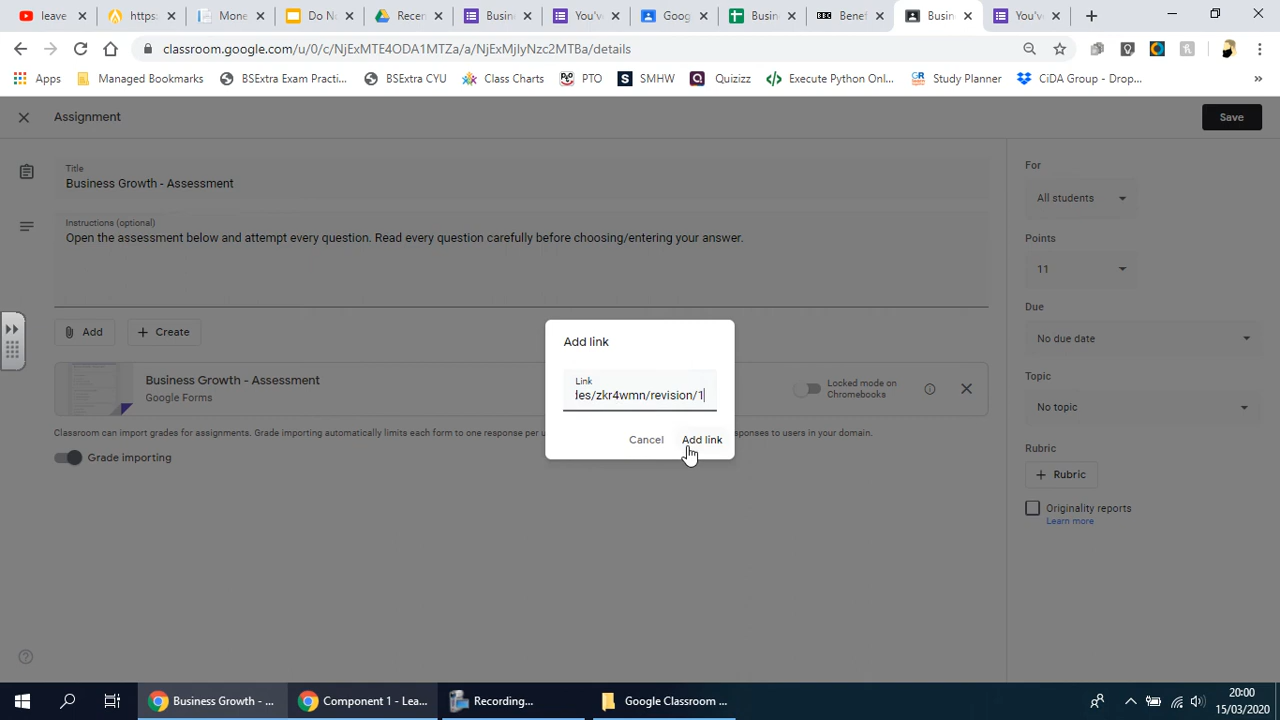 leave
https:
Mone
Do No
Recen
Busin
You'v
Goog
Busin
BBC Benef
Busin
You'v
classroom.google.com/u/0/c/NjExMTE4ODA1MTZa/a/NjExMjIyNzc2MTBa/details
Apps
Managed Bookmarks
BSExtra Exam Practi...
BSExtra CYU
Class Charts
PTO
SMHW
Quizizz
Execute Python Onl...
Study Planner
CiDA Group - Drop...
»
Assignment
Save
Title
Business Growth - Assessment
Instructions (optional)
Open the assessment below and attempt every question. Read every question carefully before choosing/entering your answer.
Add
Create
Business Growth - Assessment
Google Forms
Locked mode on
Chromebooks
Classroom can import grades for assignments. Grade importing automatically limits each form to one response per u
sponses to users in your domain.
Grade importing
Add link
Link
les/zkr4wmn/revision/1
Cancel
Add link
For
All students
Points
11
Due
No due date
Topic
No topic
Rubric
+ Rubric
Originality reports
Learn more
Business Growth - ...
Component 1 - Lea...
Recording...
Google Classroom ...
20:00
15/03/2020